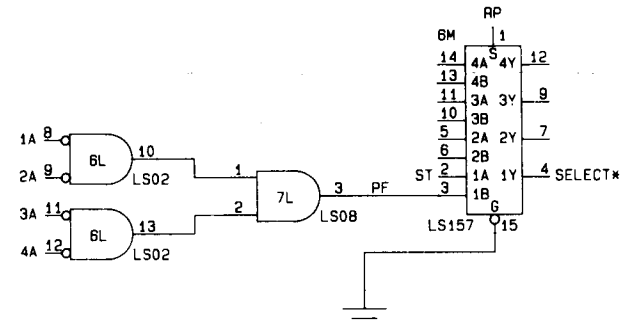 RP
6M 1
S
14 4A 4Y 12
13 4B
11 3A 3Y 9
10 3B
5 2A 2Y 7
6 2B
ST 2 1A 1Y 4 SELECT*
3 1B
G
LS157 15
1A 8
2A 9
6L
10
LS02
3A 11
4A 12
6L
13
LS02
1
2
7L
3 PF
LS08